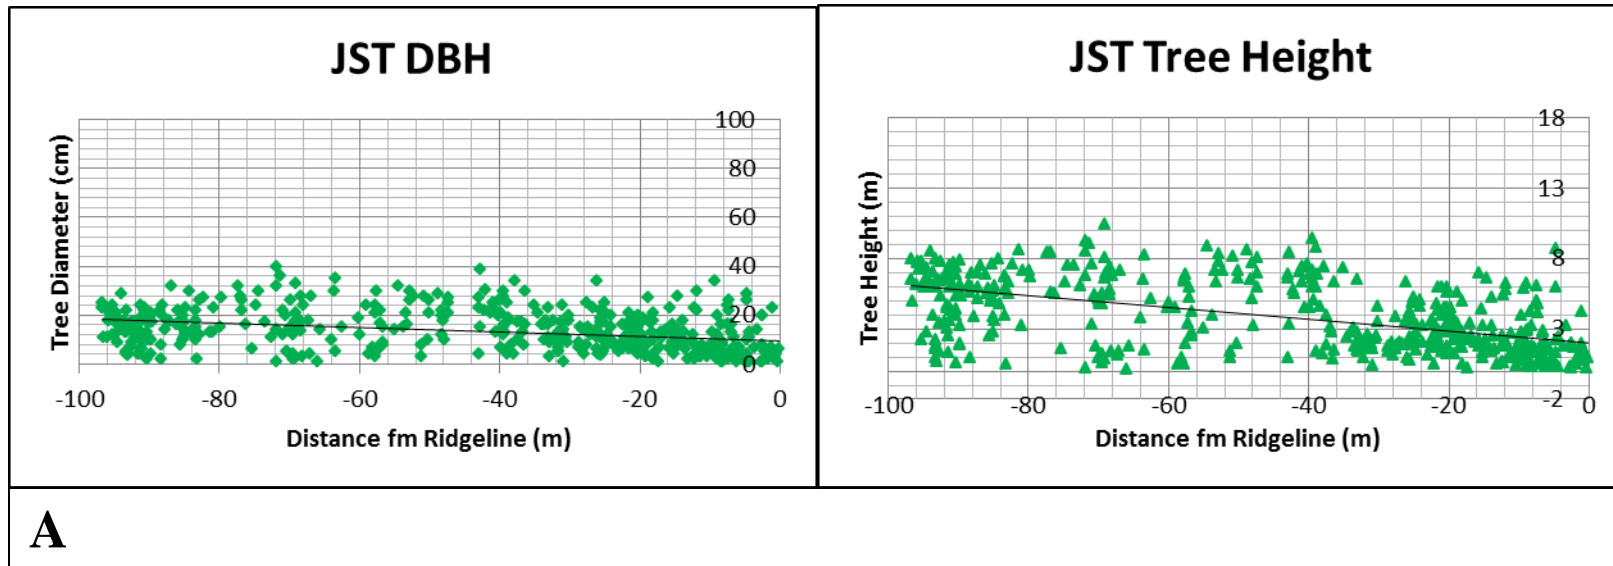 JST DBH
Tree Diameter (cm)
100
80
60
40
20
0
-100 -80 -60 -40 -20 0
Distance fm Ridgeline (m)
JST Tree Height
Tree Height (m)
18
13
8
3
-2
-100 -80 -60 -40 -20 0
Distance fm Ridgeline (m)
A